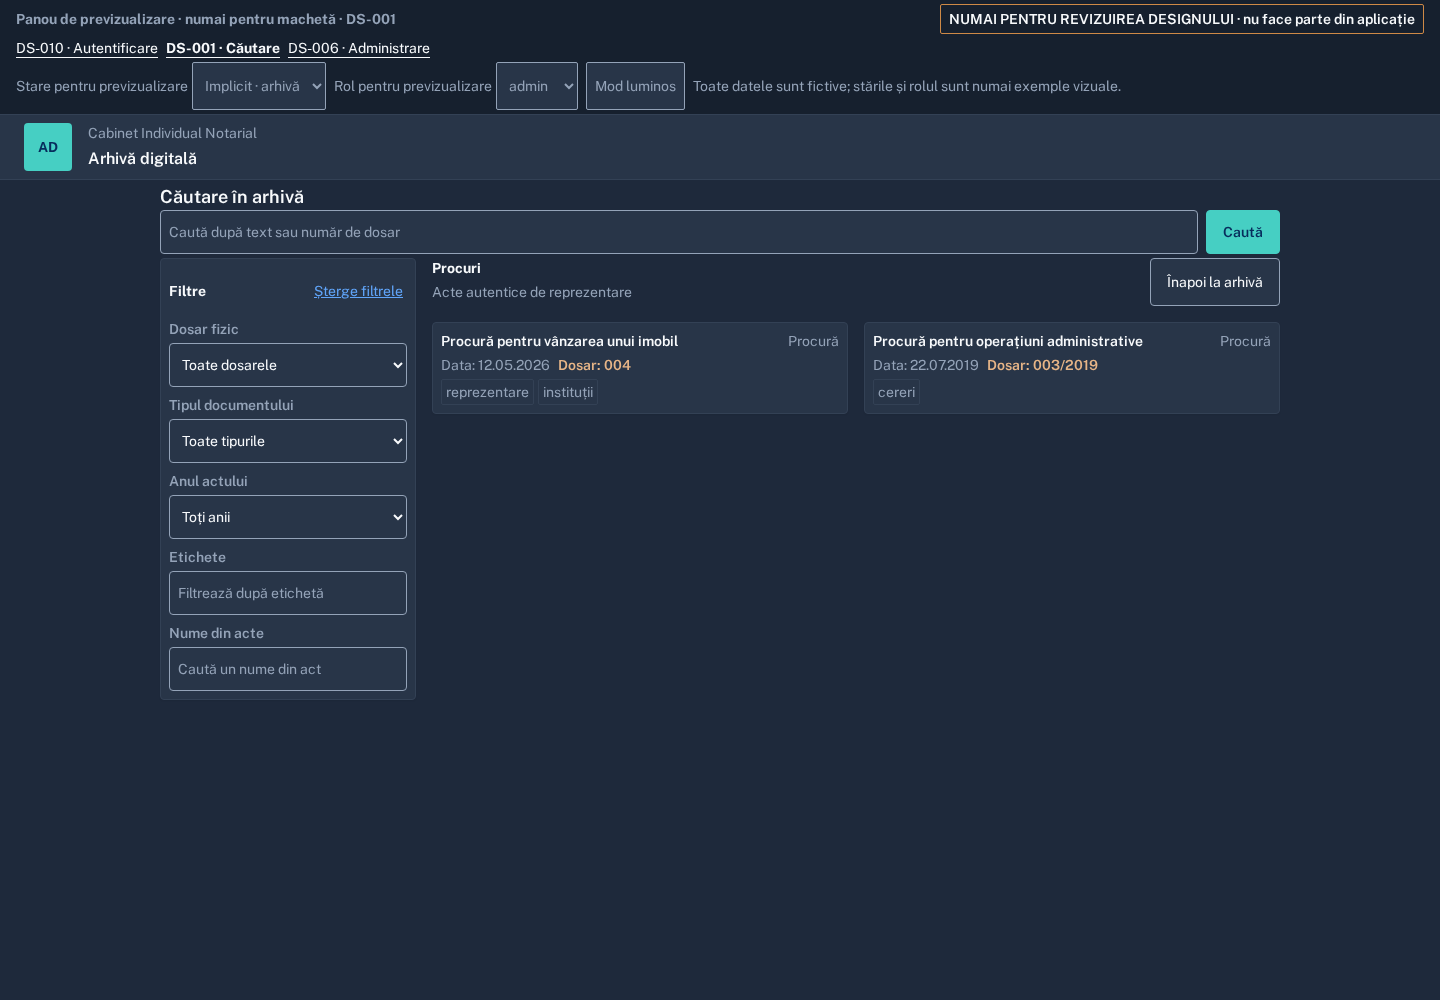 Panou de previzualizare · numai pentru machetă · DS-001
NUMAI PENTRU REVIZUIREA DESIGNULUI · nu face parte din aplicație
DS-010 · Autentificare DS-001 · Căutare DS-006 · Administrare
Stare pentru previzualizare Implicit · arhivă Rol pentru previzualizare admin Mod luminos Toate datele sunt fictive; stările și rolul sunt numai exemple vizuale.
AD
Cabinet Individual Notarial
Arhivă digitală
Căutare în arhivă
Caută după text sau număr de dosar
Caută
Filtre Șterge filtrele
Dosar fizic
Toate dosarele
Tipul documentului
Toate tipurile
Anul actului
Toți anii
Etichete
Filtrează după etichetă
Nume din acte
Caută un nume din act
Procuri
Acte autentice de reprezentare
Înapoi la arhivă
Procură pentru vânzarea unui imobil Procură
Data: 12.05.2026 Dosar: 004
reprezentare instituții
Procură pentru operațiuni administrative Procură
Data: 22.07.2019 Dosar: 003/2019
cereri